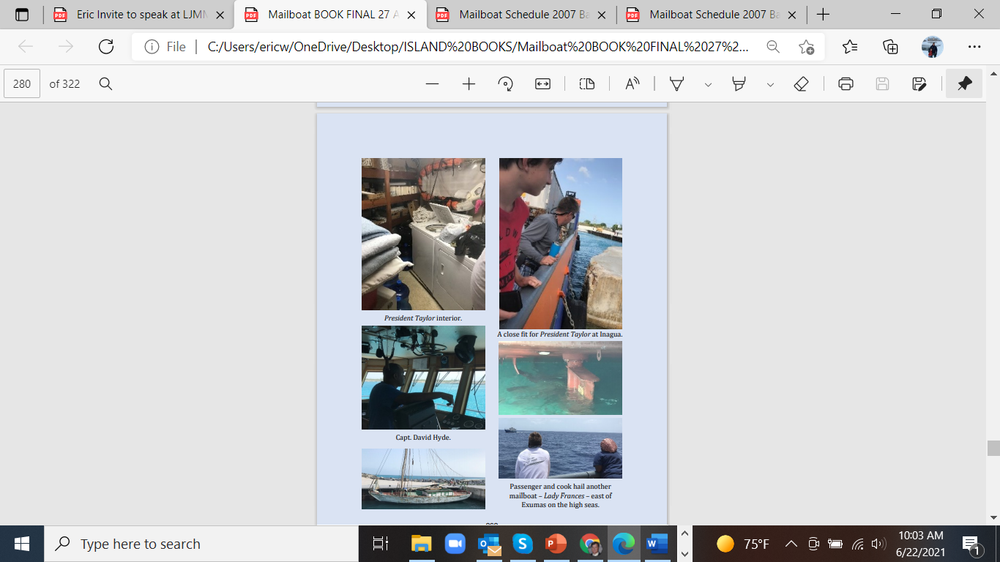 Eric Invite to speak at LJMM
Mailboat BOOK FINAL 27 A
Mailboat Schedule 2007 Ba
Mailboat Schedule 2007 Ba
File
C:/Users/ericw/OneDrive/Desktop/ISLAND%20BOOKS/Mailboat%20BOOK%20FINAL%2027%2...
280 of 322
President Taylor interior.
A close fit for President Taylor at Inagua.
Capt. David Hyde.
Passenger and cook hail another
mailboat – Lady Frances – east of
Exumas on the high seas.
Type here to search
75°F
10:03 AM
6/22/2021
1